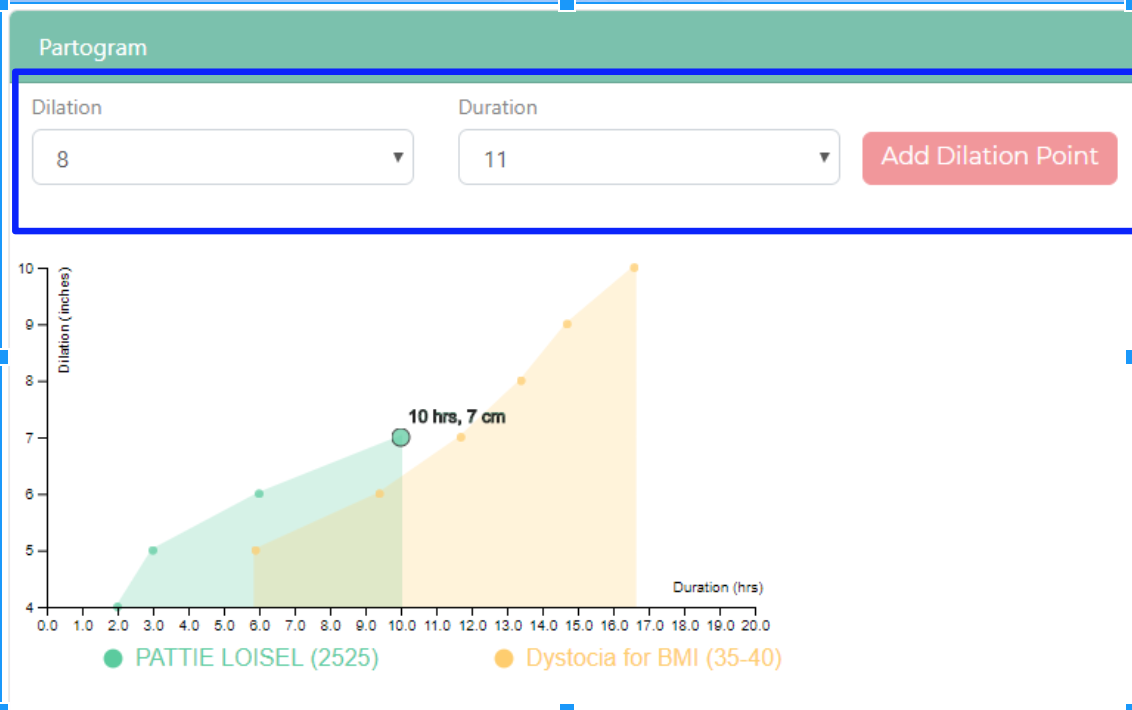 Partogram
Dilation
Duration
8
11
Add Dilation Point
10
Dilation (inches)
9
8
10 hrs, 7 cm
7
6
5
Duration (hrs)
4
0.0 1.0 2.0 3.0 4.0 5.0 6.0 7.0 8.0 9.0 10.0 11.0 12.0 13.0 14.0 15.0 16.0 17.0 18.0 19.0 20.0
PATTIE LOISEL (2525)
Dystocia for BMI (35-40)